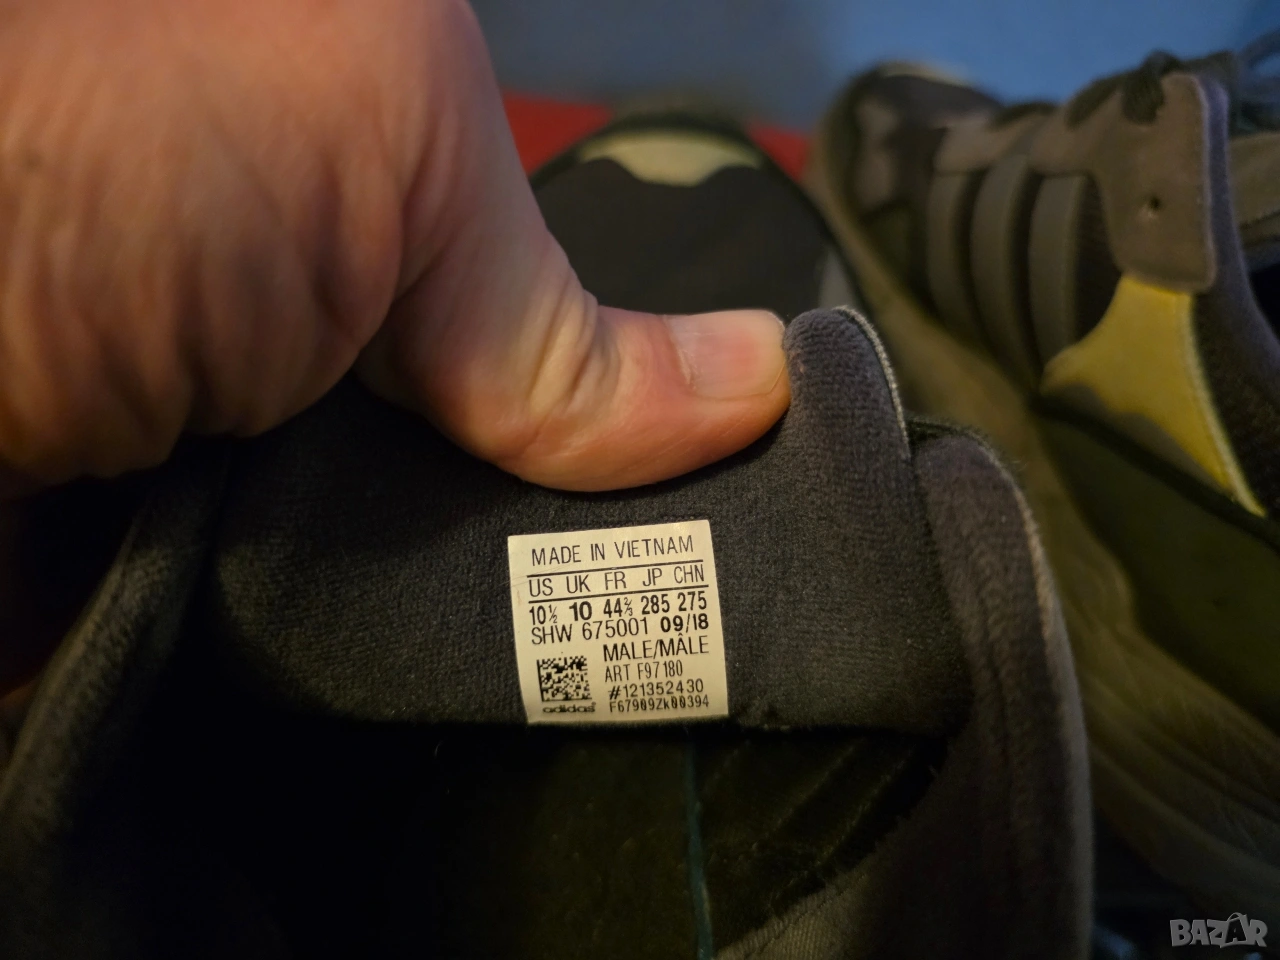 MADE IN VIETNAM
US UK FR JP CHN
10½ 10 44⅔ 285 275
SHW 675001 09/18
MALE/MÂLE
ART F97180
#121352430
F67909Zk00394
adidas
BAZAR